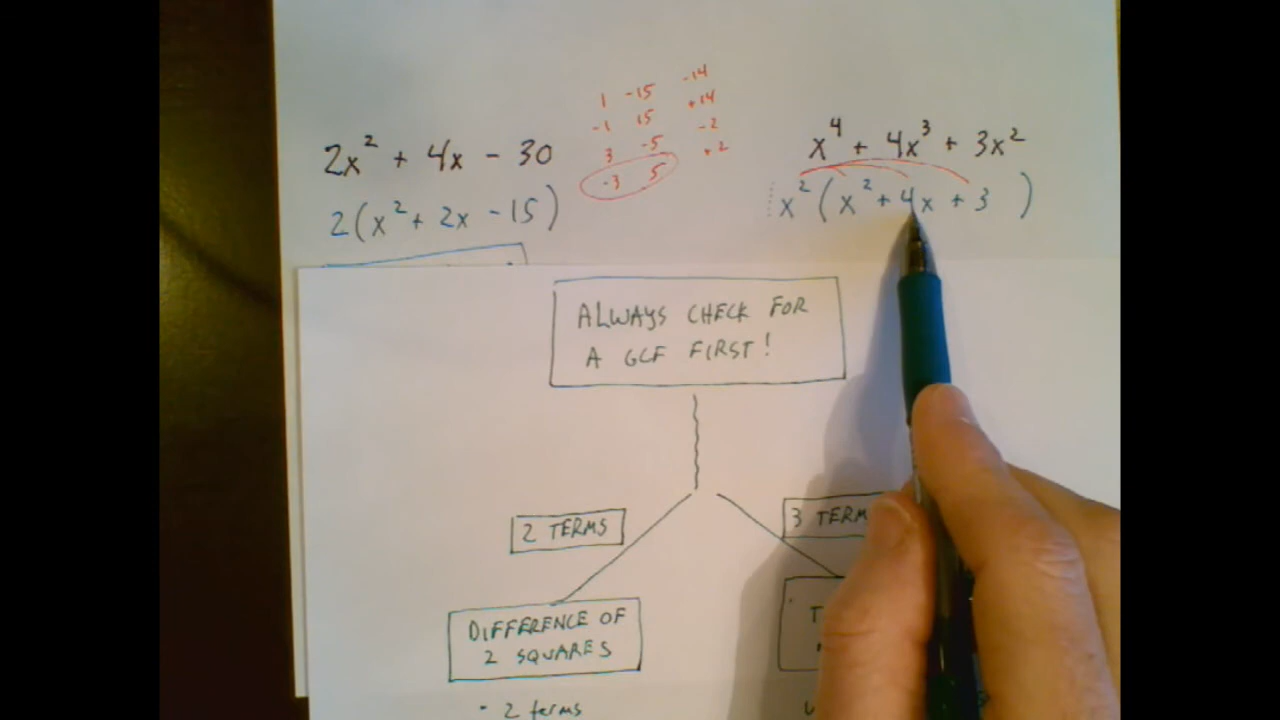 2x² + 4x - 30
2(x² + 2x - 15)
1 -15 -14
-1 15 +14
3 -5 -2
-3 5 +2
x⁴ + 4x³ + 3x²
x²(x² + 4x + 3 )
ALWAYS CHECK FOR
A GCF FIRST!
2 TERMS
3 TERM
DIFFERENCE OF
2 SQUARES
· 2 terms